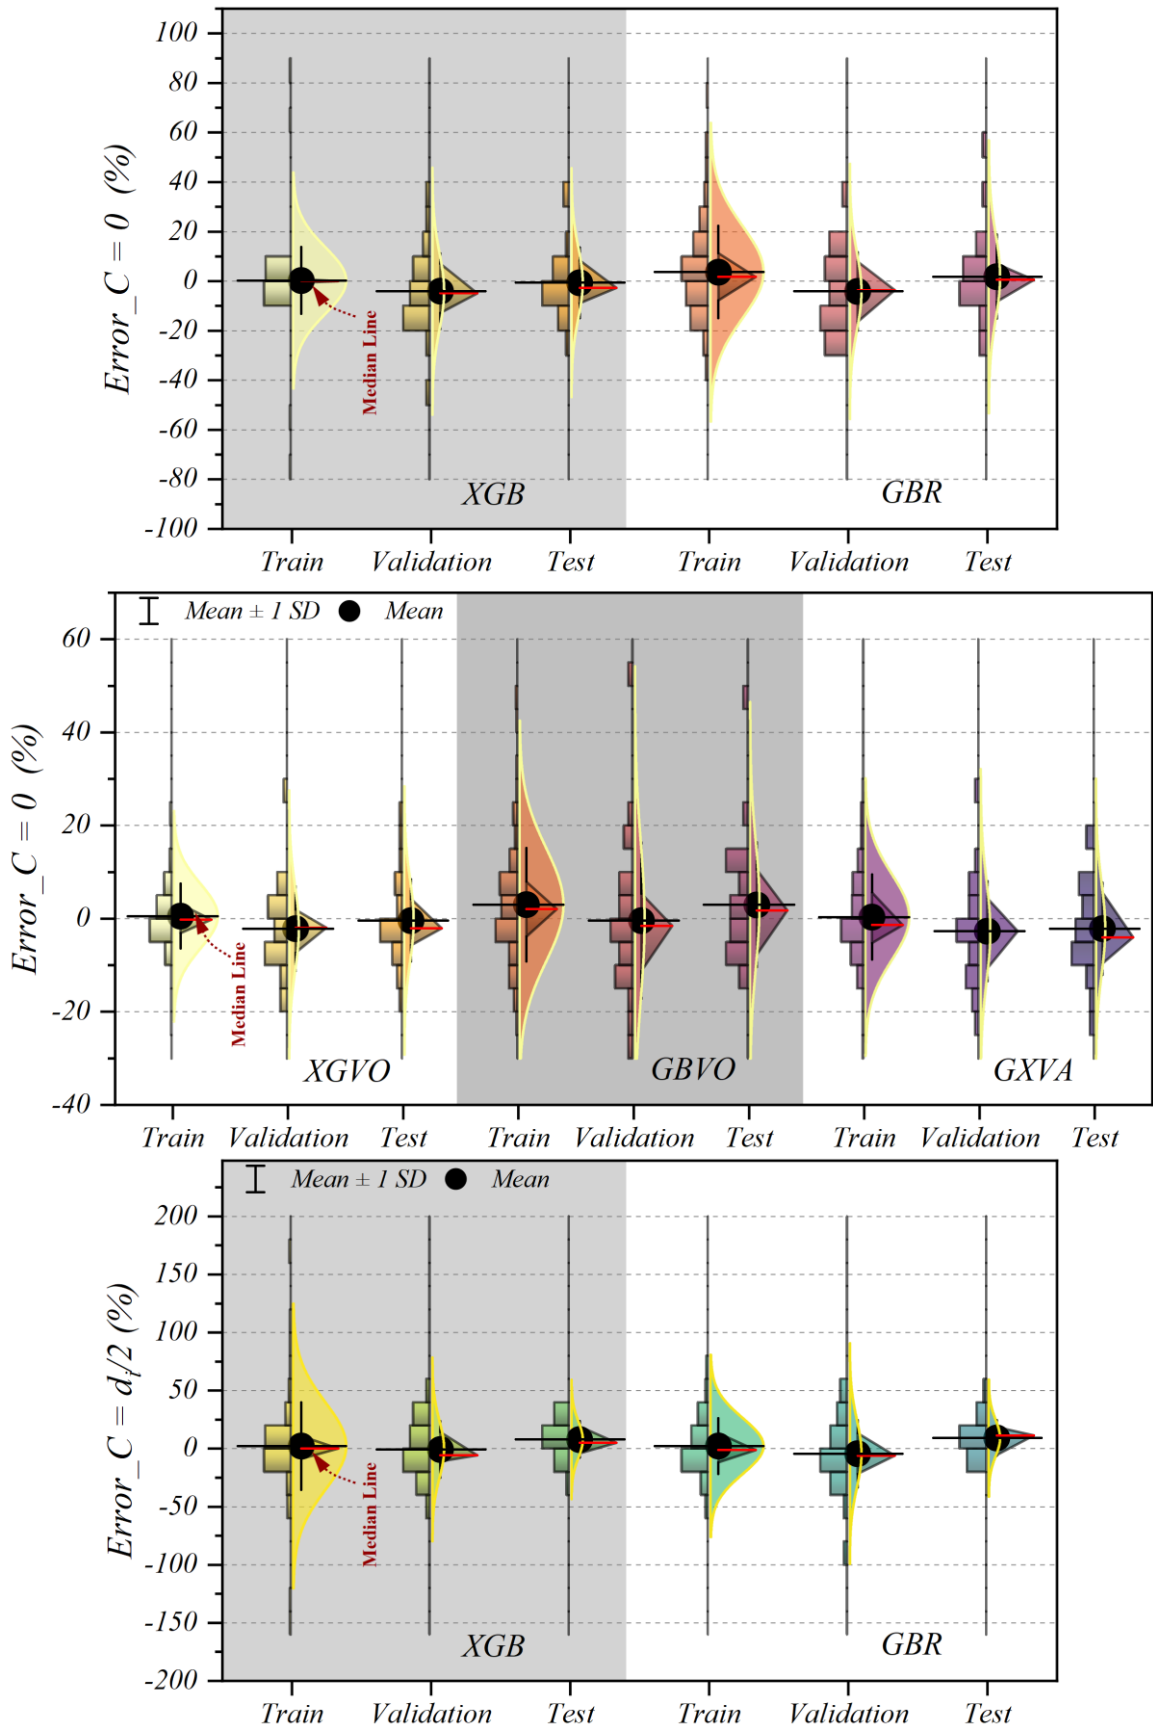 100
80
60
40
20
0
-20
-40
-60
-80
-100
Error_C = 0 (%)
Median Line
XGB
GBR
Train Validation Test Train Validation Test
Mean ± 1 SD Mean
60
40
20
0
-20
-40
Error_C = 0 (%)
Median Line
XGVO
GBVO
GXVA
Train Validation Test Train Validation Test Train Validation Test
Mean ± 1 SD Mean
200
150
100
50
0
-50
-100
-150
-200
Error_C = d_i/2 (%)
Median Line
XGB
GBR
Train Validation Test Train Validation Test